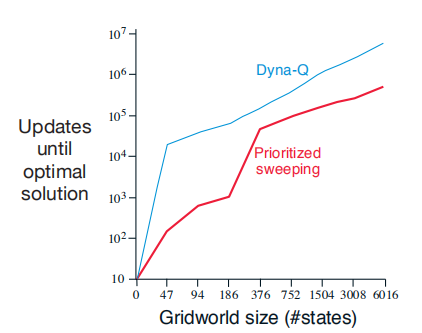 10⁷
Dyna-Q
10⁶
10⁵
Updates
until
optimal
solution
10⁴
Prioritized
sweeping
10³
10²
10
0 47 94 186 376 752 1504 3008 6016
Gridworld size (#states)